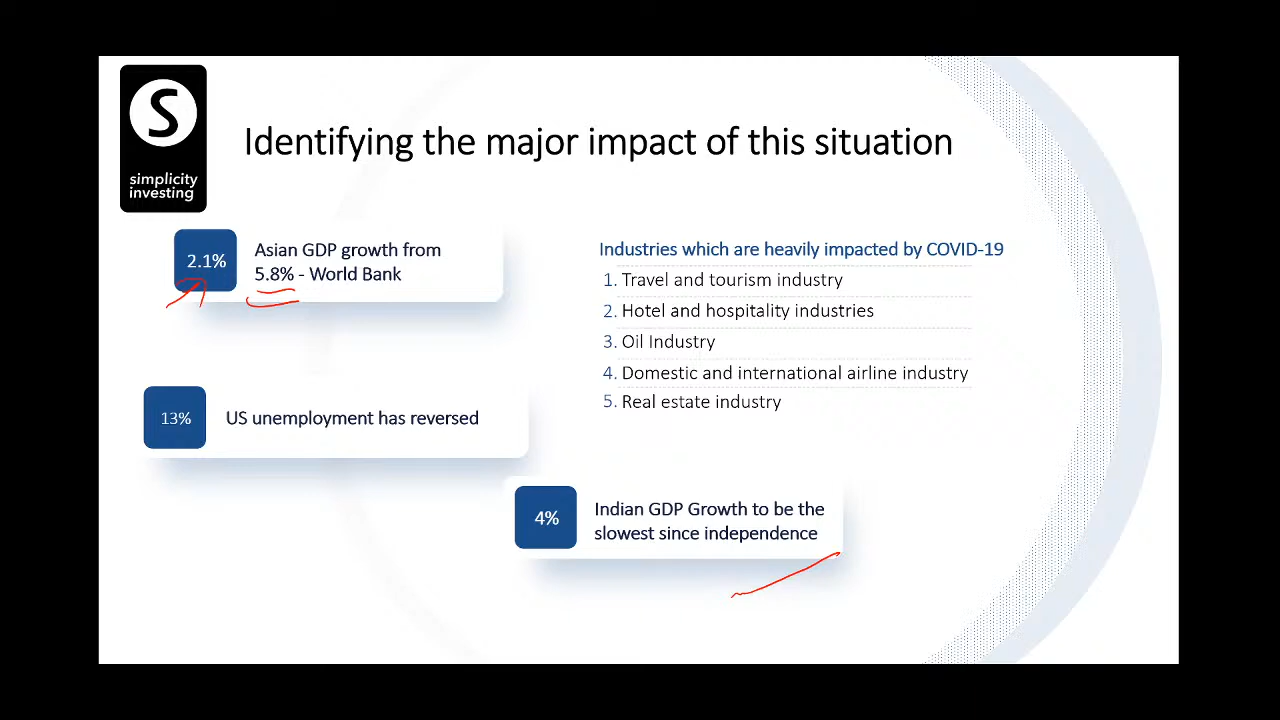 S
simplicity
investing
Identifying the major impact of this situation
2.1%
Asian GDP growth from
5.8% - World Bank
13%
US unemployment has reversed
Industries which are heavily impacted by COVID-19
1. Travel and tourism industry
2. Hotel and hospitality industries
3. Oil Industry
4. Domestic and international airline industry
5. Real estate industry
4%
Indian GDP Growth to be the
slowest since independence